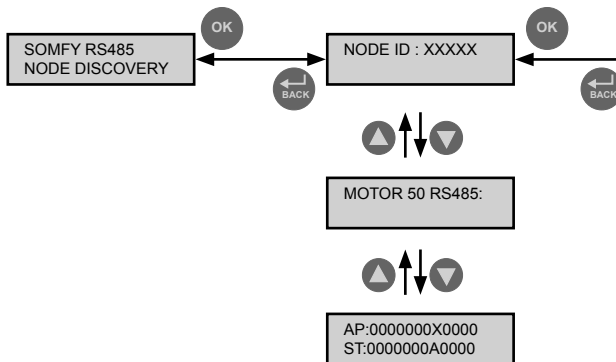 OK
OK
SOMFY RS485
NODE DISCOVERY
NODE ID : XXXXX
BACK
BACK
MOTOR 50 RS485:
AP:0000000X0000
ST:0000000A0000